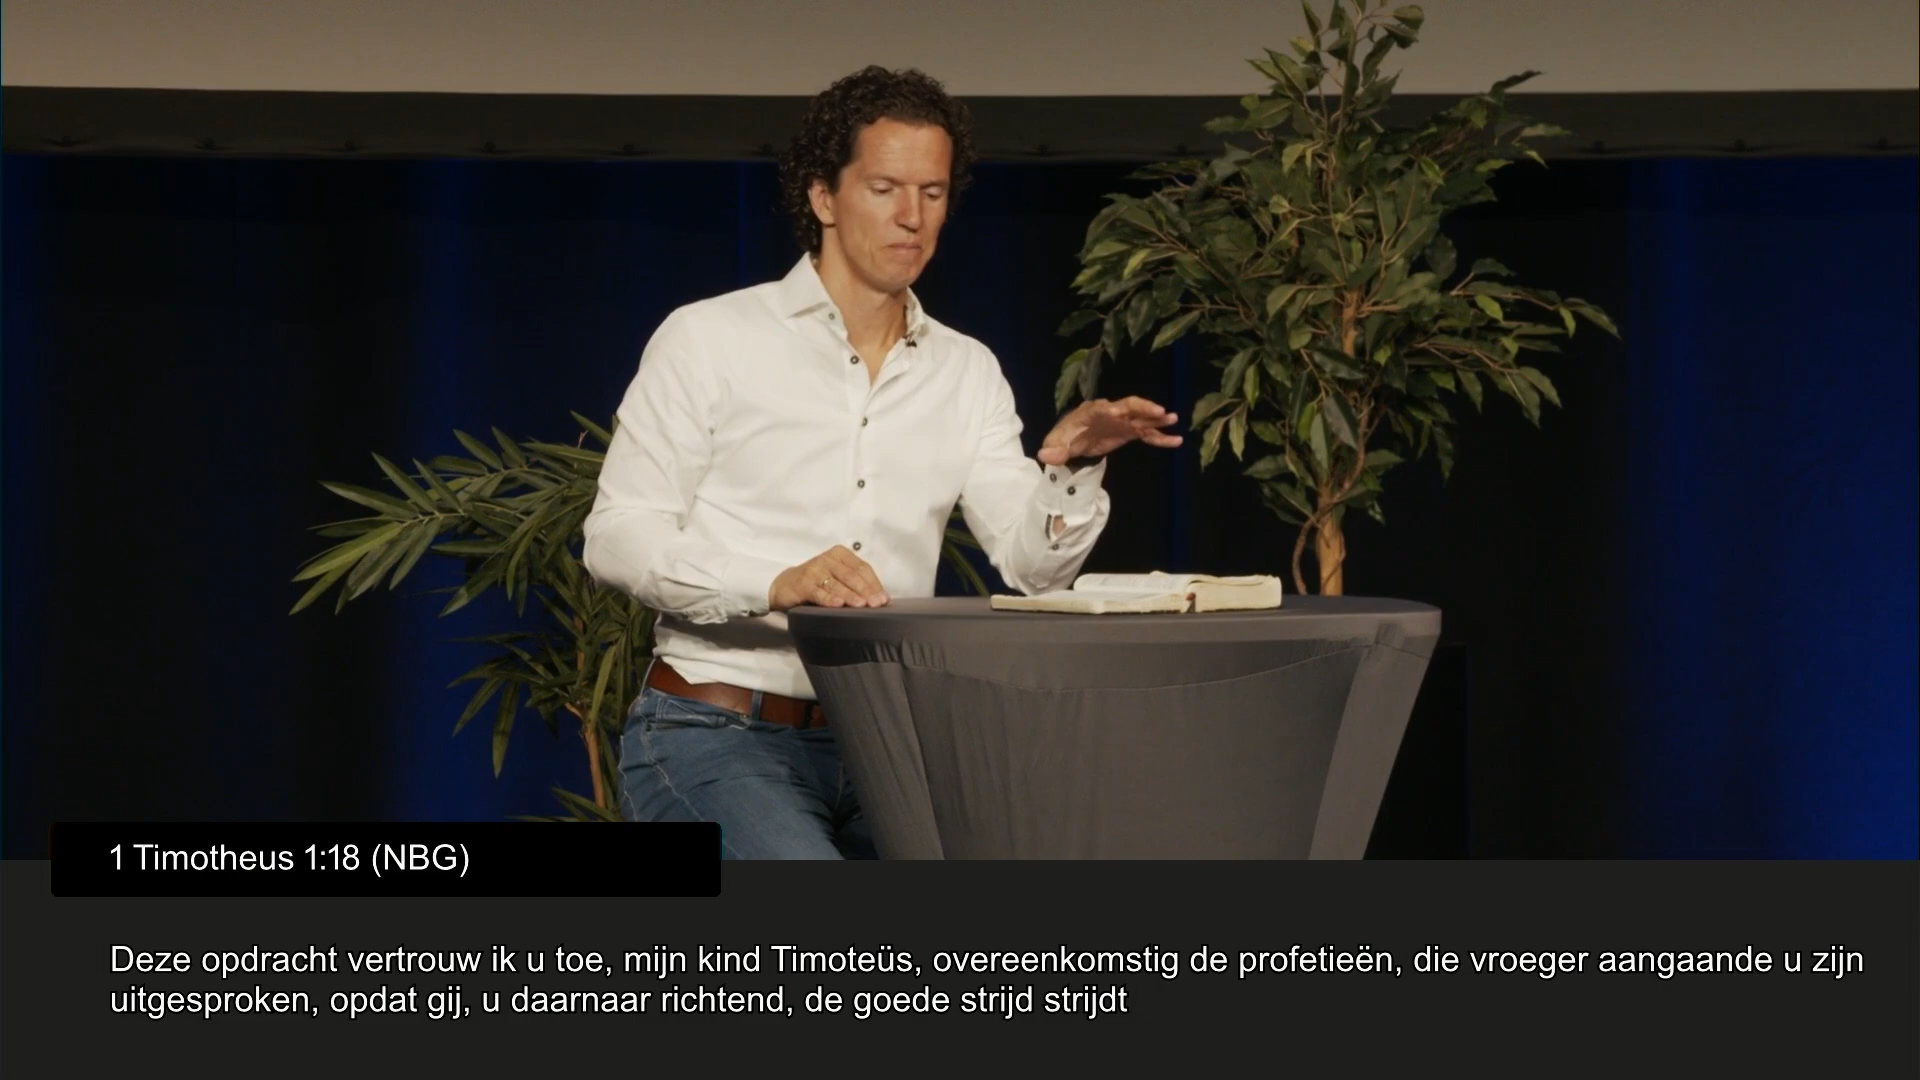 1 Timotheus 1:18 (NBG)
Deze opdracht vertrouw ik u toe, mijn kind Timoteüs, overeenkomstig de profetieën, die vroeger aangaande u zijn
uitgesproken, opdat gij, u daarnaar richtend, de goede strijd strijdt